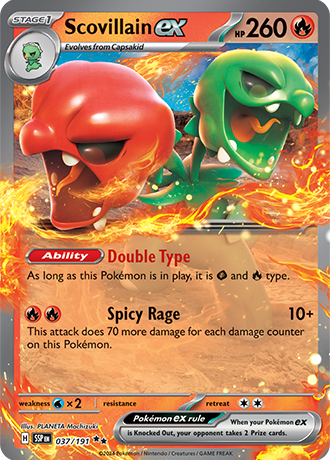 STAGE 1
Scovillain ex
HP 260
Evolves from Capsakid
Ability Double Type
As long as this Pokémon is in play, it is and type.
Spicy Rage 10+
This attack does 70 more damage for each damage counter
on this Pokémon.
weakness ×2 resistance retreat
Pokémon ex rule
When your Pokémon ex
is Knocked Out, your opponent takes 2 Prize cards.
Illus. PLANETA Mochizuki
H SSP EN 037/191
©2024 Pokémon / Nintendo / Creatures / GAME FREAK